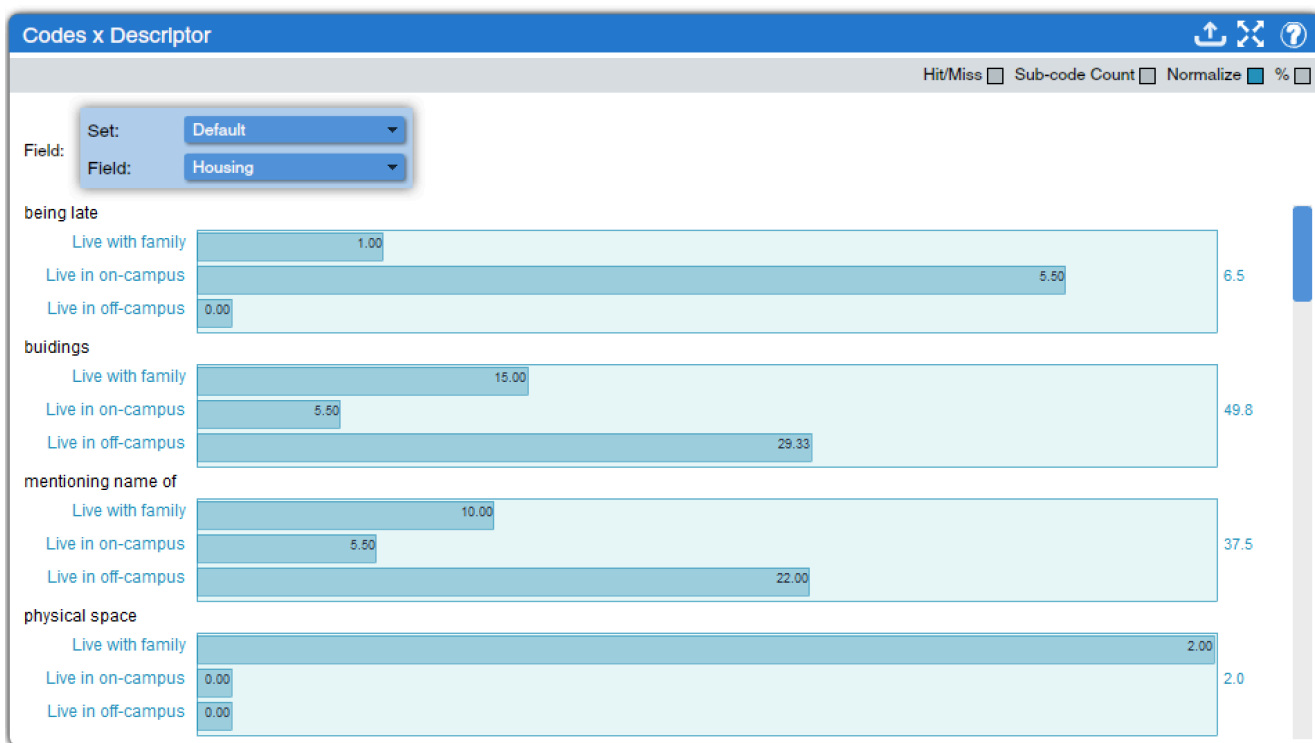 Codes x Descriptor
Hit/Miss Sub-code Count Normalize %
Field:
Set: Default
Field: Housing
being late
Live with family 1.00
Live in on-campus 5.50 6.5
Live in off-campus 0.00
buidings
Live with family 15.00
Live in on-campus 5.50 49.8
Live in off-campus 29.33
mentioning name of
Live with family 10.00
Live in on-campus 5.50 37.5
Live in off-campus 22.00
physical space
Live with family 2.00
Live in on-campus 0.00 2.0
Live in off-campus 0.00